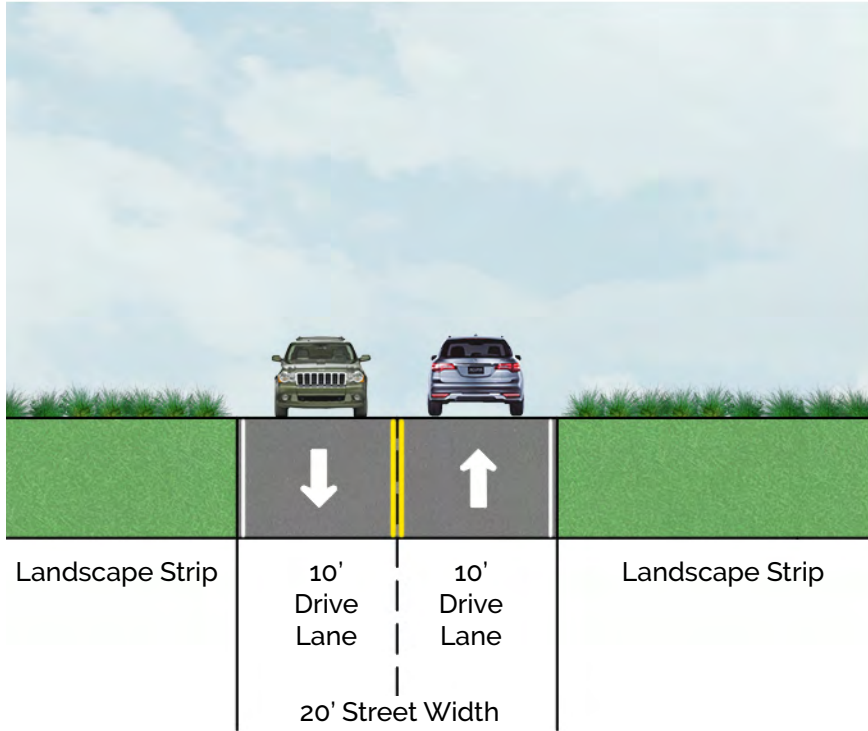 Landscape Strip
10'
Drive
Lane
10'
Drive
Lane
Landscape Strip
20' Street Width